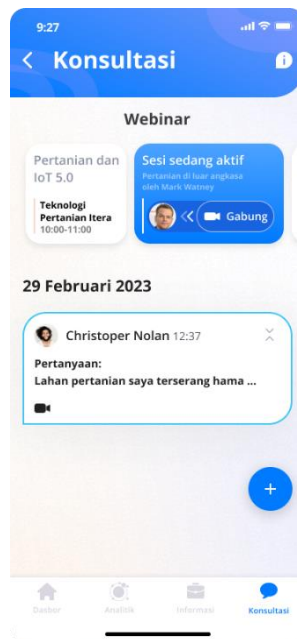 9:27
Konsultasi
Webinar
Pertanian dan
IoT 5.0
Teknologi
Pertanian Itera
10:00-11:00
Sesi sedang aktif
Pertanian di luar angkasa
oleh Mark Watney
Gabung
29 Februari 2023
Christoper Nolan 12:37
Pertanyaan:
Lahan pertanian saya terserang hama ...
+
Dasbor
Analitik
Informasi
Konsultasi